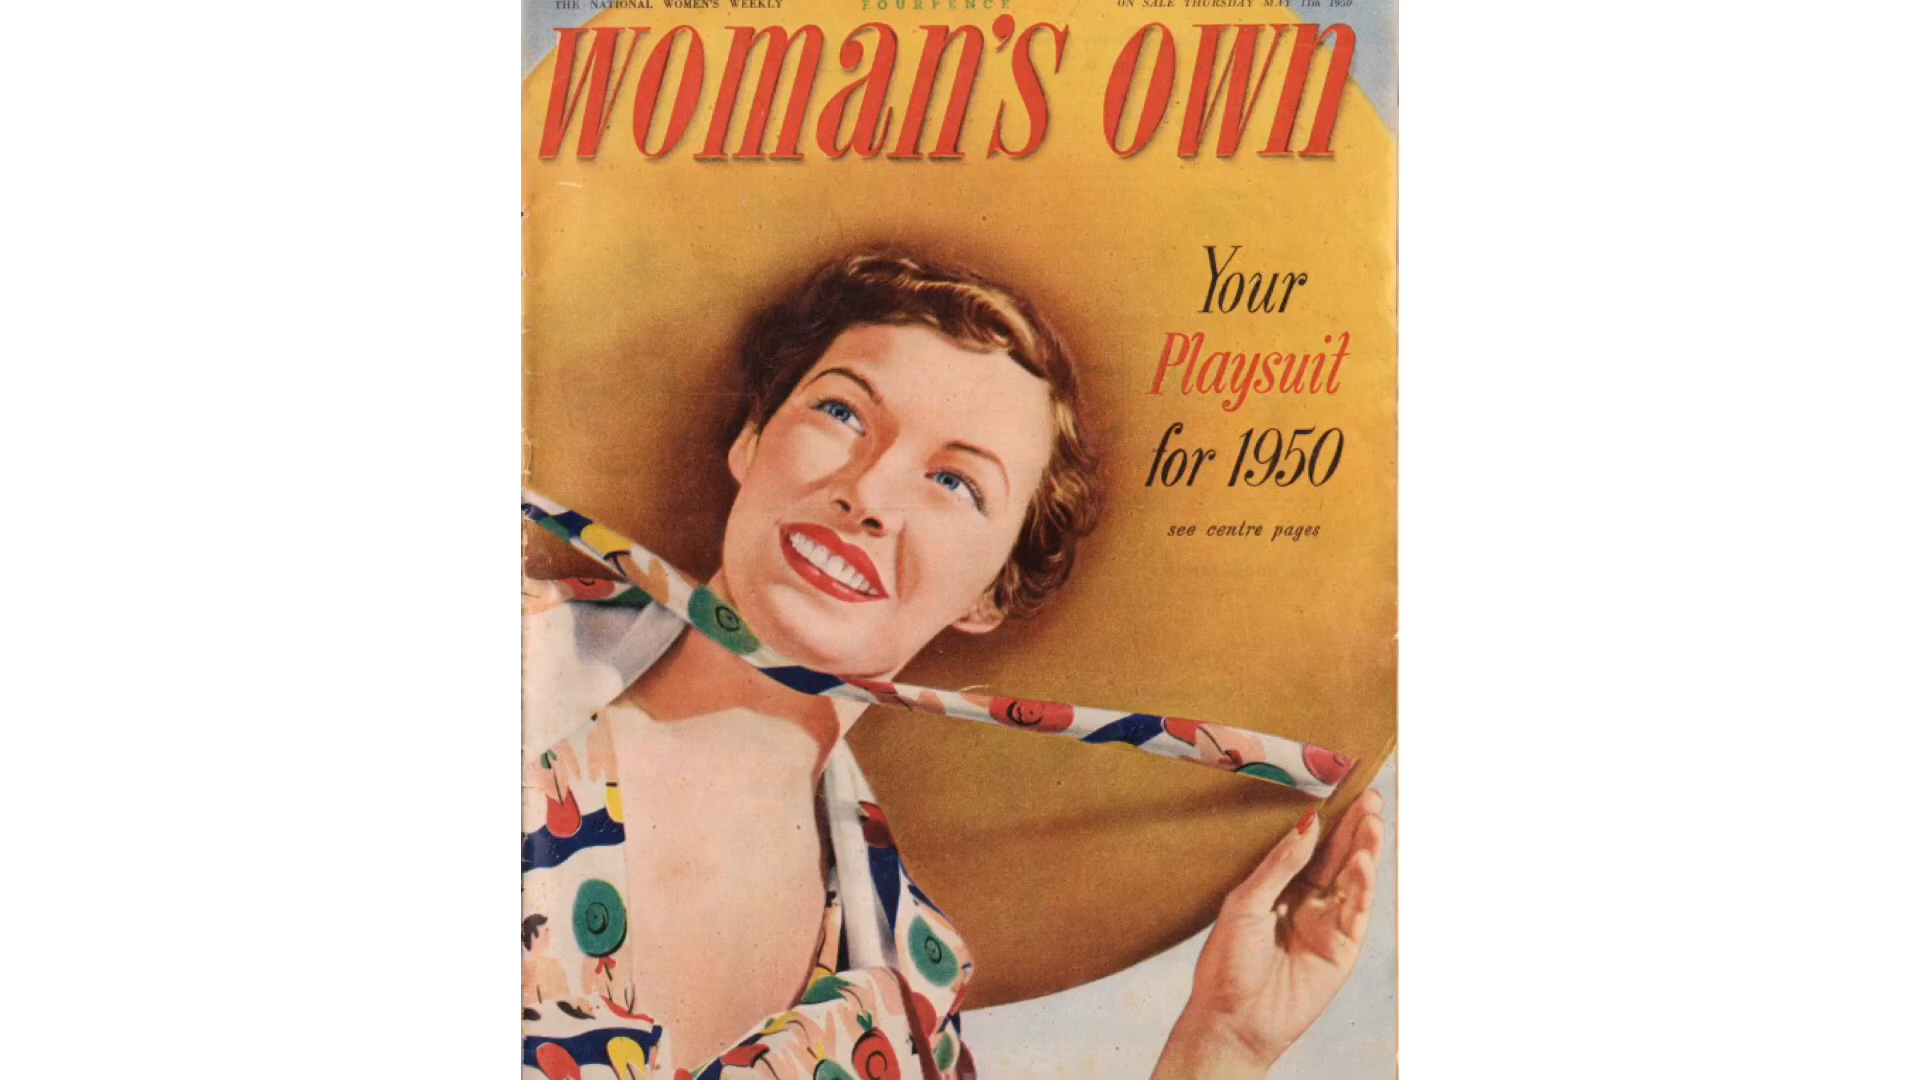 THE NATIONAL WOMEN'S WEEKLY FOURPENCE ON SALE THURSDAY MAY 11th 1950
woman's own
Your
Playsuit
for 1950
see centre pages